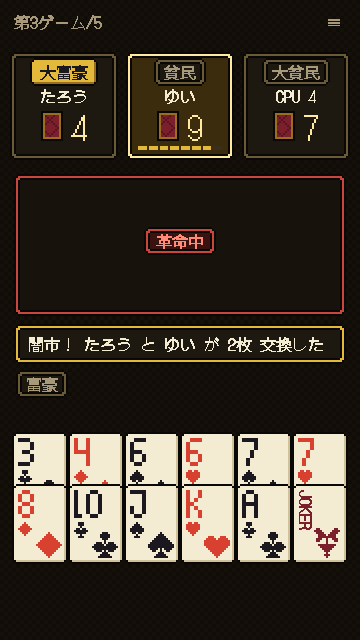 第3ゲーム/5
大富豪 貧民 大貧民
たろう ゆい CPU 4
4 9 7
革命中
闇市! たろう と ゆい が 2枚 交換した
富豪
3 4 6 6 7 7
8 10 J K A JOKER